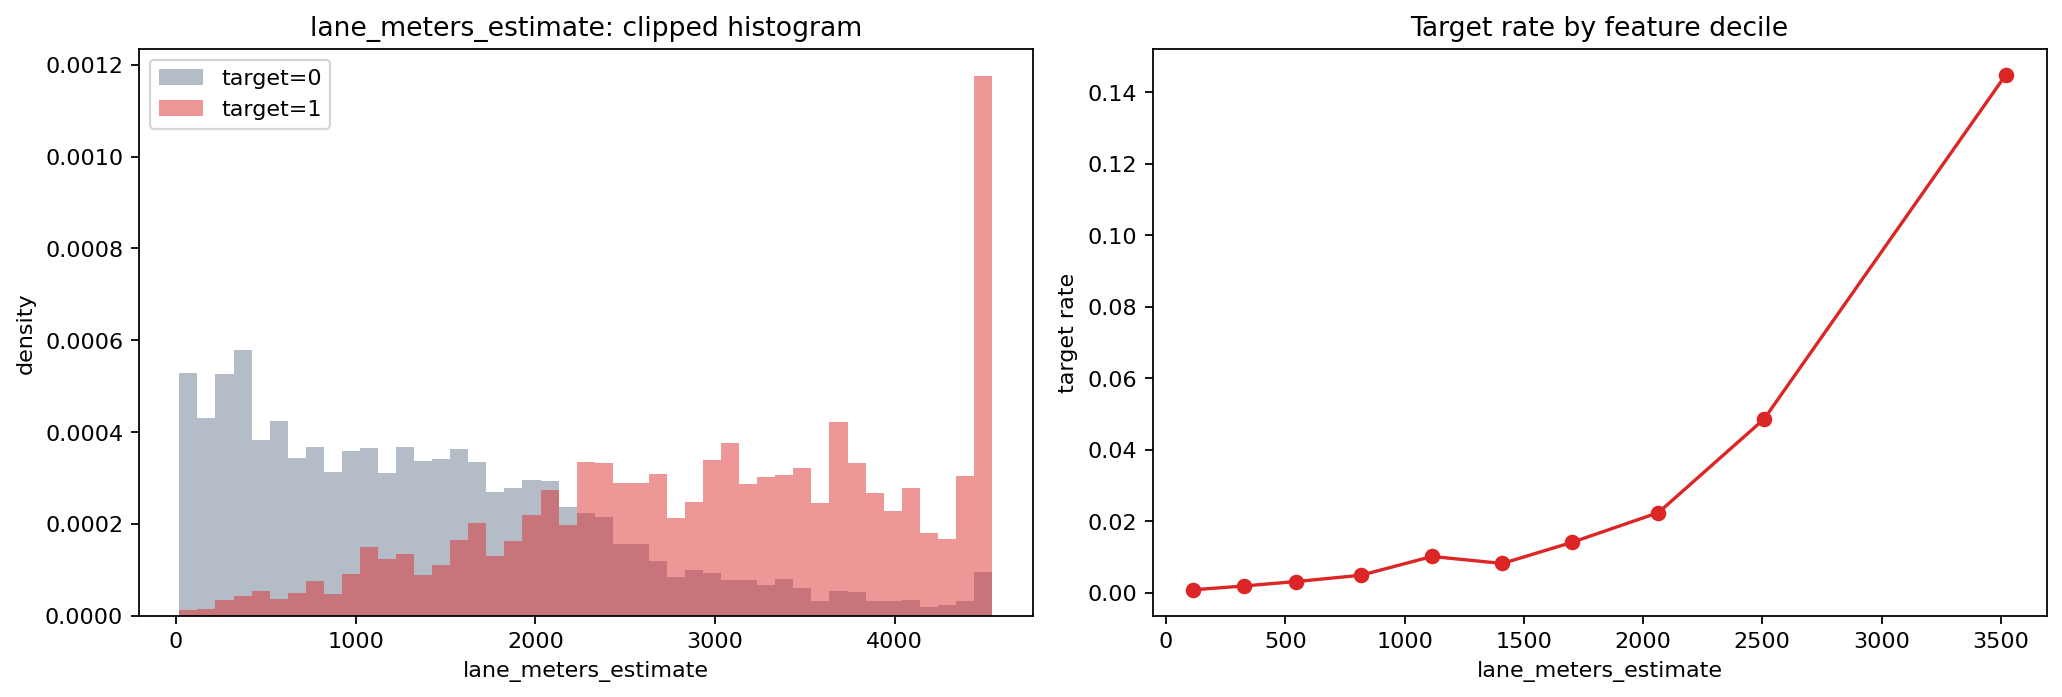 lane_meters_estimate: clipped histogram
target=0
target=1
0.0012
0.0010
0.0008
0.0006
0.0004
0.0002
0.0000
density
0 1000 2000 3000 4000
lane_meters_estimate
Target rate by feature decile
0.14
0.12
0.10
0.08
0.06
0.04
0.02
0.00
target rate
0 500 1000 1500 2000 2500 3000 3500
lane_meters_estimate